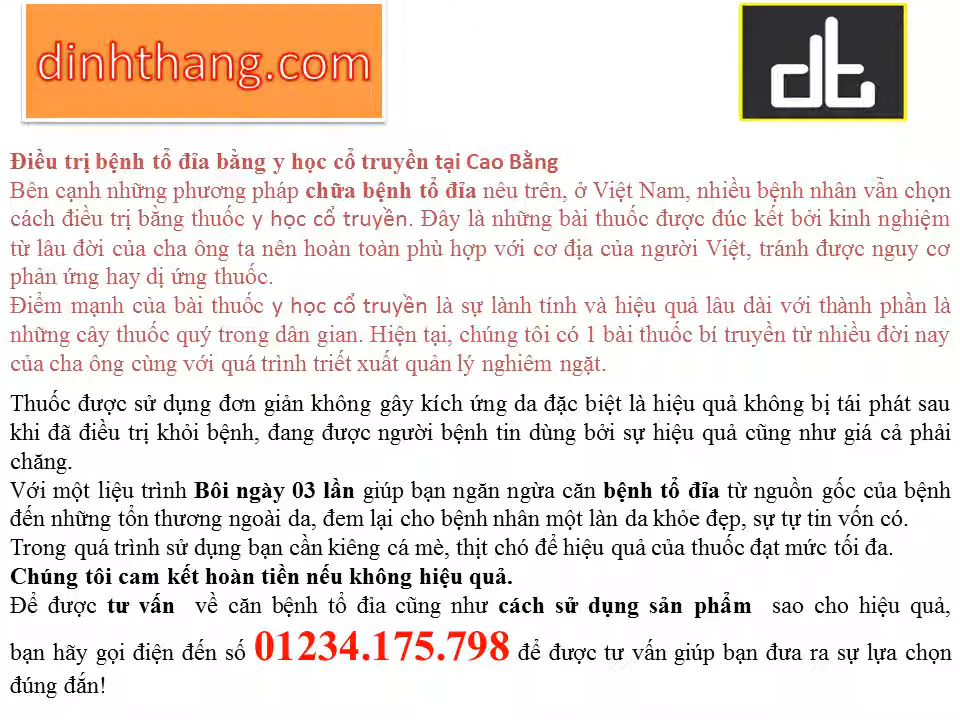 dinhthang.com
dt
Điều trị bệnh tổ đỉa bằng y học cổ truyền tại Cao Bằng
Bên cạnh những phương pháp chữa bệnh tổ đỉa nêu trên, ở Việt Nam, nhiều bệnh nhân vẫn chọn
cách điều trị bằng thuốc y học cổ truyền. Đây là những bài thuốc được đúc kết bởi kinh nghiệm
từ lâu đời của cha ông ta nên hoàn toàn phù hợp với cơ địa của người Việt, tránh được nguy cơ
phản ứng hay dị ứng thuốc.
Điểm mạnh của bài thuốc y học cổ truyền là sự lành tính và hiệu quả lâu dài với thành phần là
những cây thuốc quý trong dân gian. Hiện tại, chúng tôi có 1 bài thuốc bí truyền từ nhiều đời nay
của cha ông cùng với quá trình triết xuất quản lý nghiêm ngặt.
Thuốc được sử dụng đơn giản không gây kích ứng da đặc biệt là hiệu quả không bị tái phát sau
khi đã điều trị khỏi bệnh, đang được người bệnh tin dùng bởi sự hiệu quả cũng như giá cả phải
chăng.
Với một liệu trình Bôi ngày 03 lần giúp bạn ngăn ngừa căn bệnh tổ đỉa từ nguồn gốc của bệnh
đến những tổn thương ngoài da, đem lại cho bệnh nhân một làn da khỏe đẹp, sự tự tin vốn có.
Trong quá trình sử dụng bạn cần kiêng cá mè, thịt chó để hiệu quả của thuốc đạt mức tối đa.
Chúng tôi cam kết hoàn tiền nếu không hiệu quả.
Để được tư vấn về căn bệnh tổ đỉa cũng như cách sử dụng sản phẩm sao cho hiệu quả,
bạn hãy gọi điện đến số 01234.175.798 để được tư vấn giúp bạn đưa ra sự lựa chọn
đúng đắn!